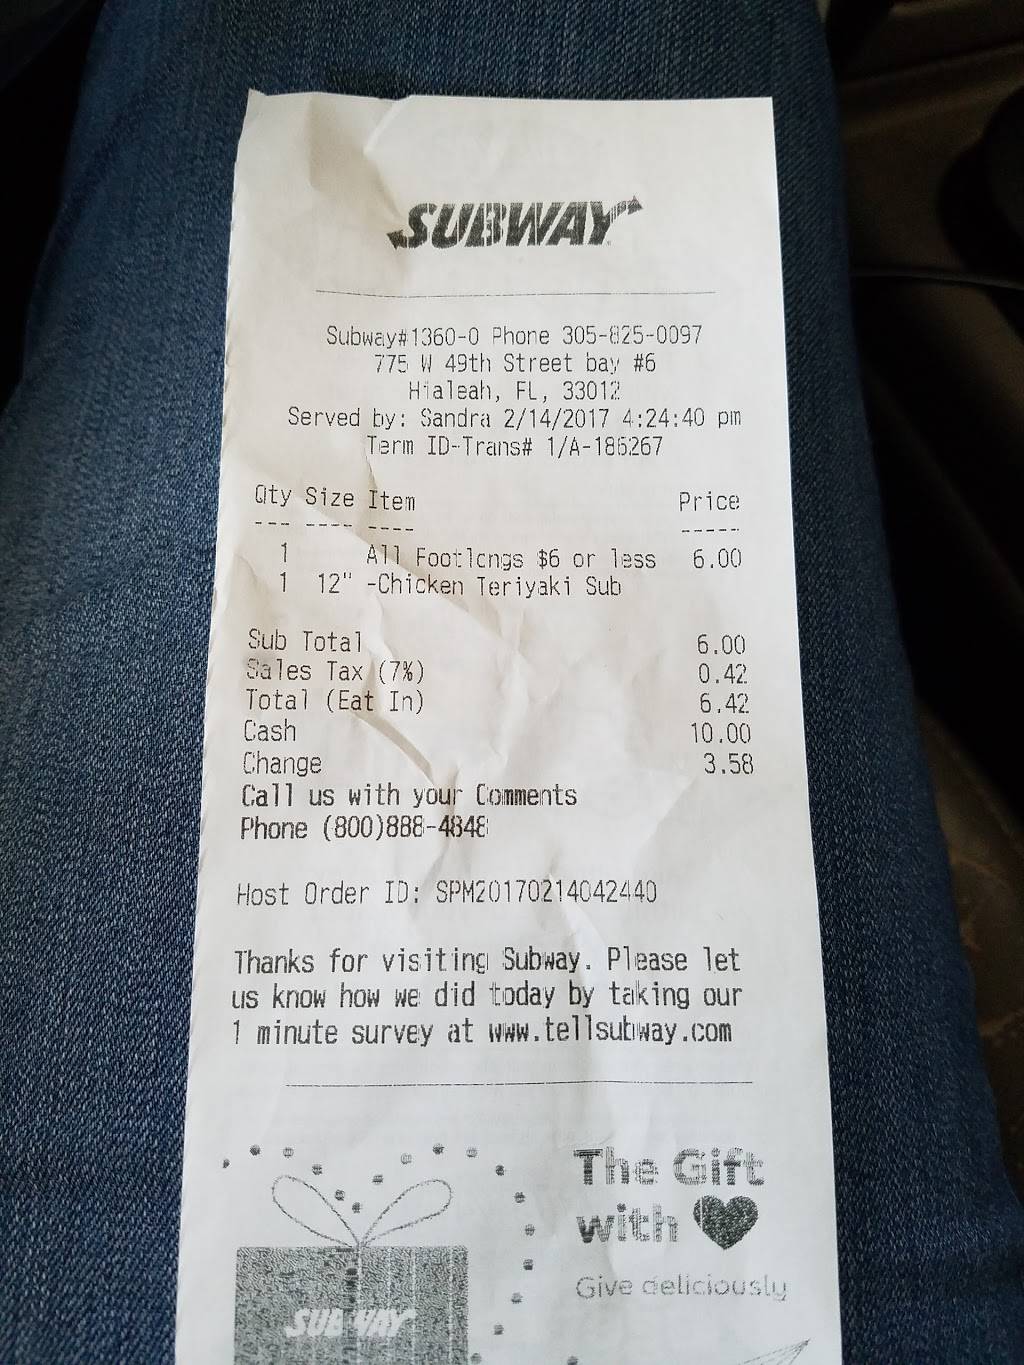 SUBWAY
Subway#1360-0 Phone 305-825-0097
775 W 49th Street bay #6
Hialeah, FL, 33012
Served by: Sandra 2/14/2017 4:24:40 pm
Term ID-Trans# 1/A-186267
Qty Size Item Price
--- ---- ---- -----
1 All Footlongs $6 or less 6.00
1 12" -Chicken Teriyaki Sub
Sub Total 6.00
Sales Tax (7%) 0.42
Total (Eat In) 6.42
Cash 10.00
Change 3.58
Call us with your Comments
Phone (800)888-4848
Host Order ID: SPM20170214042440
Thanks for visiting Subway. Please let
us know how we did today by taking our
1 minute survey at www.tellsubway.com
The Gift
with
Give deliciously
SUBWAY